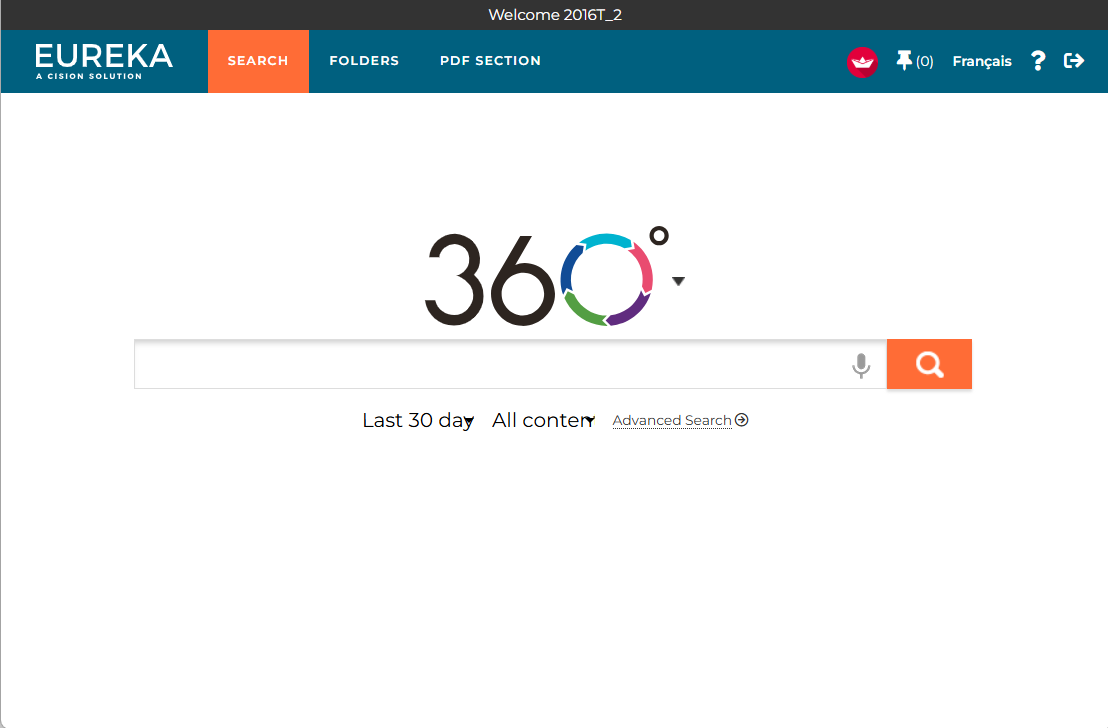 Welcome 2016T_2
EUREKA
A CISION SOLUTION
SEARCH FOLDERS PDF SECTION (0) Français ?
360°
Last 30 day All conten Advanced Search